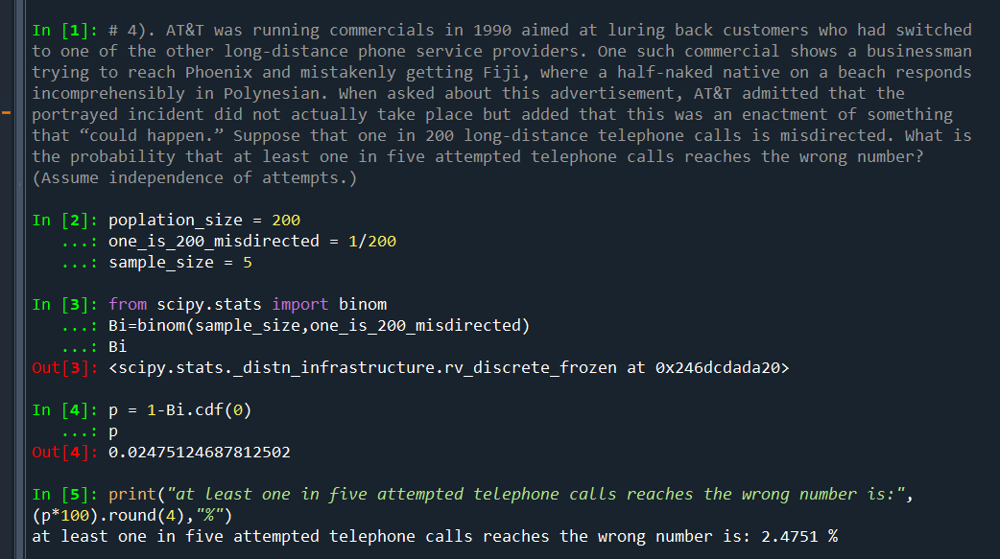 In [1]: # 4). AT&T was running commercials in 1990 aimed at luring back customers who had switched
to one of the other long-distance phone service providers. One such commercial shows a businessman
trying to reach Phoenix and mistakenly getting Fiji, where a half-naked native on a beach responds
incomprehensibly in Polynesian. When asked about this advertisement, AT&T admitted that the
portrayed incident did not actually take place but added that this was an enactment of something
that “could happen.” Suppose that one in 200 long-distance telephone calls is misdirected. What is
the probability that at least one in five attempted telephone calls reaches the wrong number?
(Assume independence of attempts.)
In [2]: poplation_size = 200
...: one_is_200_misdirected = 1/200
...: sample_size = 5
In [3]: from scipy.stats import binom
...: Bi=binom(sample_size,one_is_200_misdirected)
...: Bi
Out[3]: <scipy.stats._distn_infrastructure.rv_discrete_frozen at 0x246dcdada20>
In [4]: p = 1-Bi.cdf(0)
...: p
Out[4]: 0.02475124687812502
In [5]: print("at least one in five attempted telephone calls reaches the wrong number is:",
(p*100).round(4),"%")
at least one in five attempted telephone calls reaches the wrong number is: 2.4751 %